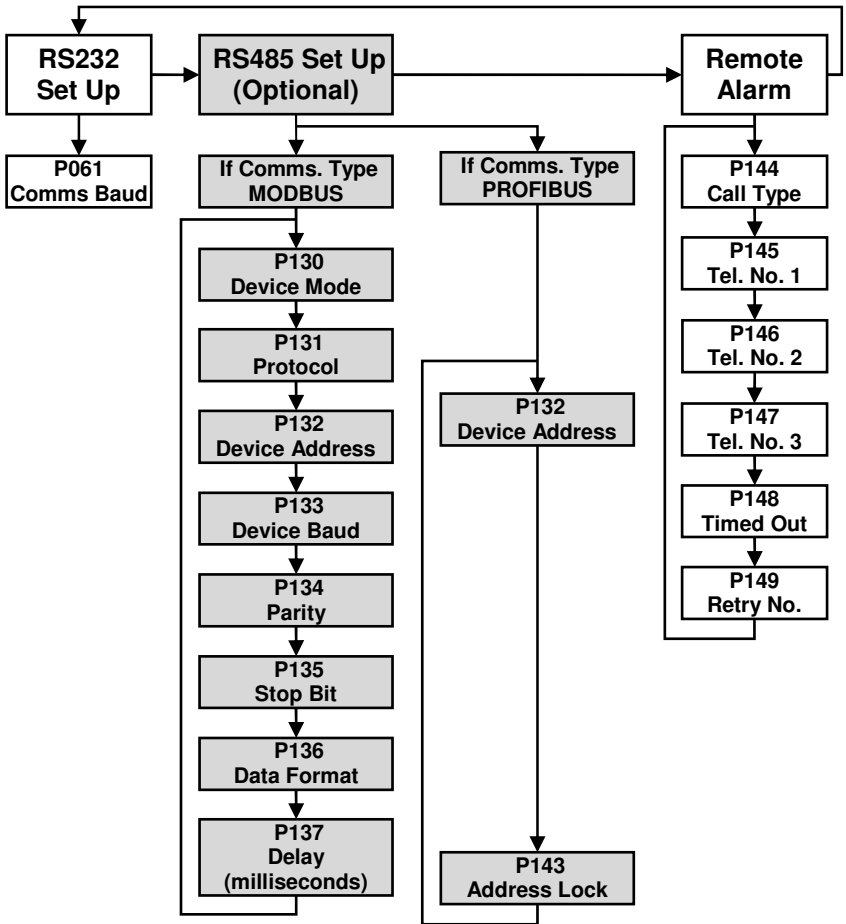 RS232
Set Up
RS485 Set Up
(Optional)
Remote
Alarm
P061
Comms Baud
If Comms. Type
MODBUS
If Comms. Type
PROFIBUS
P144
Call Type
P130
Device Mode
P145
Tel. No. 1
P131
Protocol
P146
Tel. No. 2
P132
Device Address
P132
Device Address
P147
Tel. No. 3
P133
Device Baud
P148
Timed Out
P134
Parity
P149
Retry No.
P135
Stop Bit
P136
Data Format
P137
Delay
(milliseconds)
P143
Address Lock